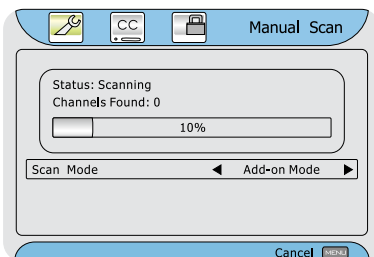 CC Manual Scan
Status: Scanning
Channels Found: 0
10%
Scan Mode Add-on Mode
Cancel MENU